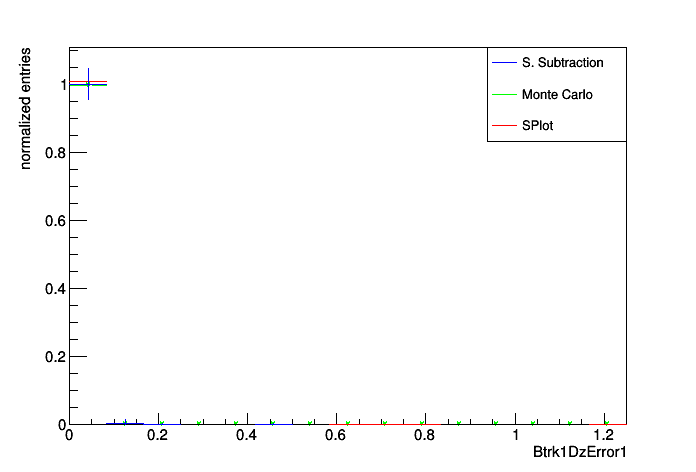 normalized entries
S. Subtraction
Monte Carlo
SPlot
1
0.8
0.6
0.4
0.2
0
0 0.2 0.4 0.6 0.8 1 1.2
Btrk1DzError1